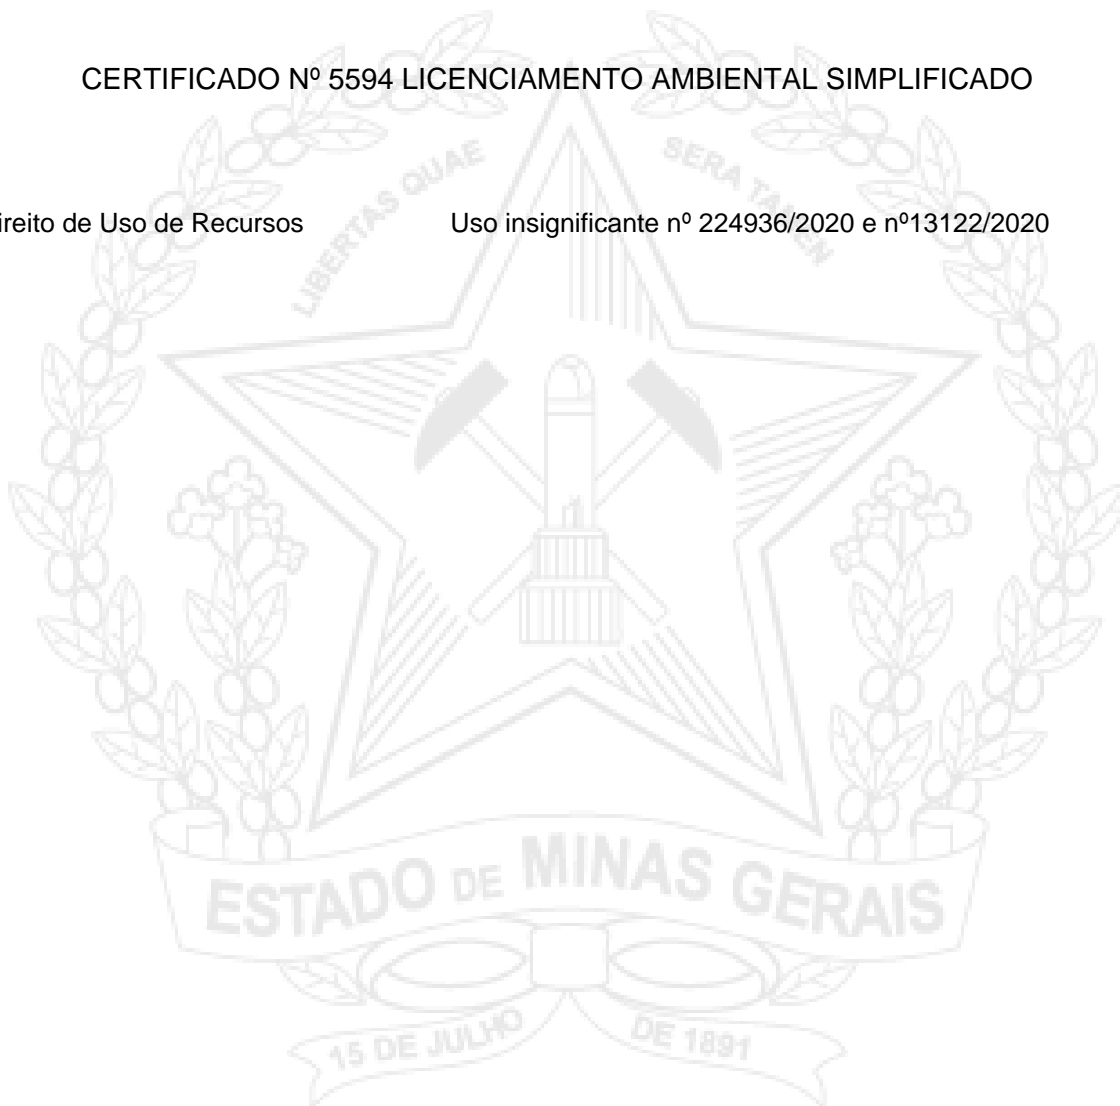 CERTIFICADO Nº 5594 LICENCIAMENTO AMBIENTAL SIMPLIFICADO
LIBERTAS QUAE SERA TAMEN
ireito de Uso de Recursos Uso insignificante nº 224936/2020 e nº13122/2020
ESTADO DE MINAS GERAIS
15 DE JULHO DE 1891